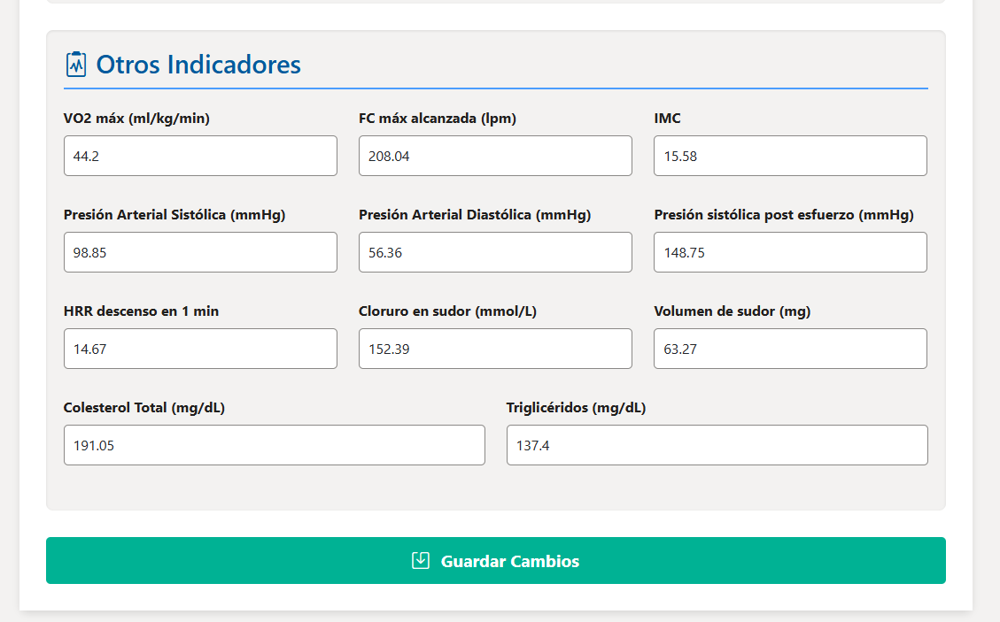 Otros Indicadores
VO2 máx (ml/kg/min) FC máx alcanzada (lpm) IMC
44.2 208.04 15.58
Presión Arterial Sistólica (mmHg) Presión Arterial Diastólica (mmHg) Presión sistólica post esfuerzo (mmHg)
98.85 56.36 148.75
HRR descenso en 1 min Cloruro en sudor (mmol/L) Volumen de sudor (mg)
14.67 152.39 63.27
Colesterol Total (mg/dL) Triglicéridos (mg/dL)
191.05 137.4
Guardar Cambios